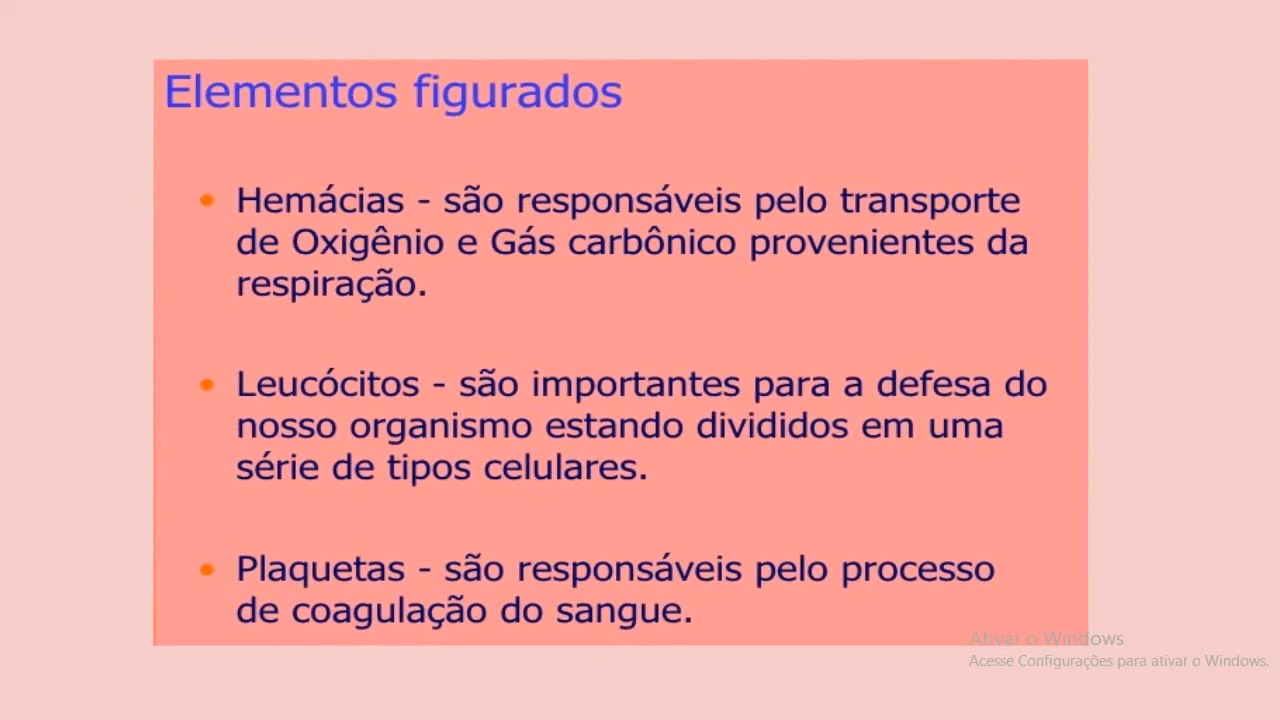 Elementos figurados
Hemácias - são responsáveis pelo transporte
de Oxigênio e Gás carbônico provenientes da
respiração.
Leucócitos - são importantes para a defesa do
nosso organismo estando divididos em uma
série de tipos celulares.
Plaquetas - são responsáveis pelo processo
de coagulação do sangue.
Ativar o Windows
Acesse Configurações para ativar o Windows.